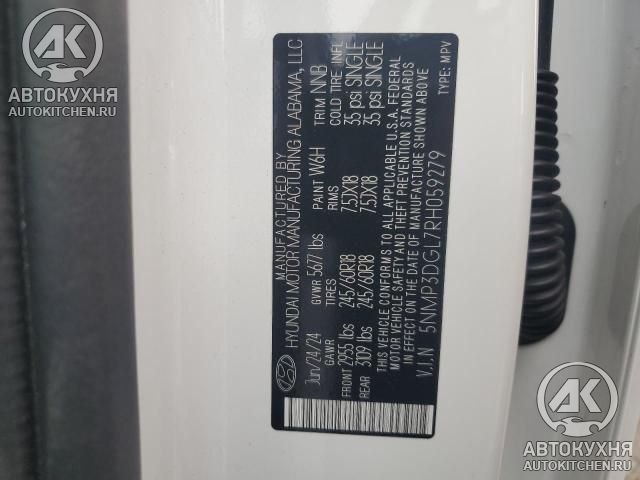 АВТОКУХНЯ
AUTOKITCHEN.RU
MANUFACTURED BY
HYUNDAI MOTOR MANUFACTURING ALABAMA, LLC
Jun/24/24 GVWR 5677 lbs PAINT W6H TRIM NNB
GAWR TIRES RIMS COLD TIRE INFL
FRONT 2955 lbs 245/60R18 7.5JX18 35 psi SINGLE
REAR 3109 lbs 245/60R18 7.5JX18 35 psi SINGLE
THIS VEHICLE CONFORMS TO ALL APPLICABLE U.S.A. FEDERAL
MOTOR VEHICLE SAFETY AND THEFT PREVENTION STANDARDS
IN EFFECT ON THE DATE OF MANUFACTURE SHOWN ABOVE
V.I.N 5NMP3DGL7RH059279 TYPE: MPV
АВТОКУХНЯ
AUTOKITCHEN.RU